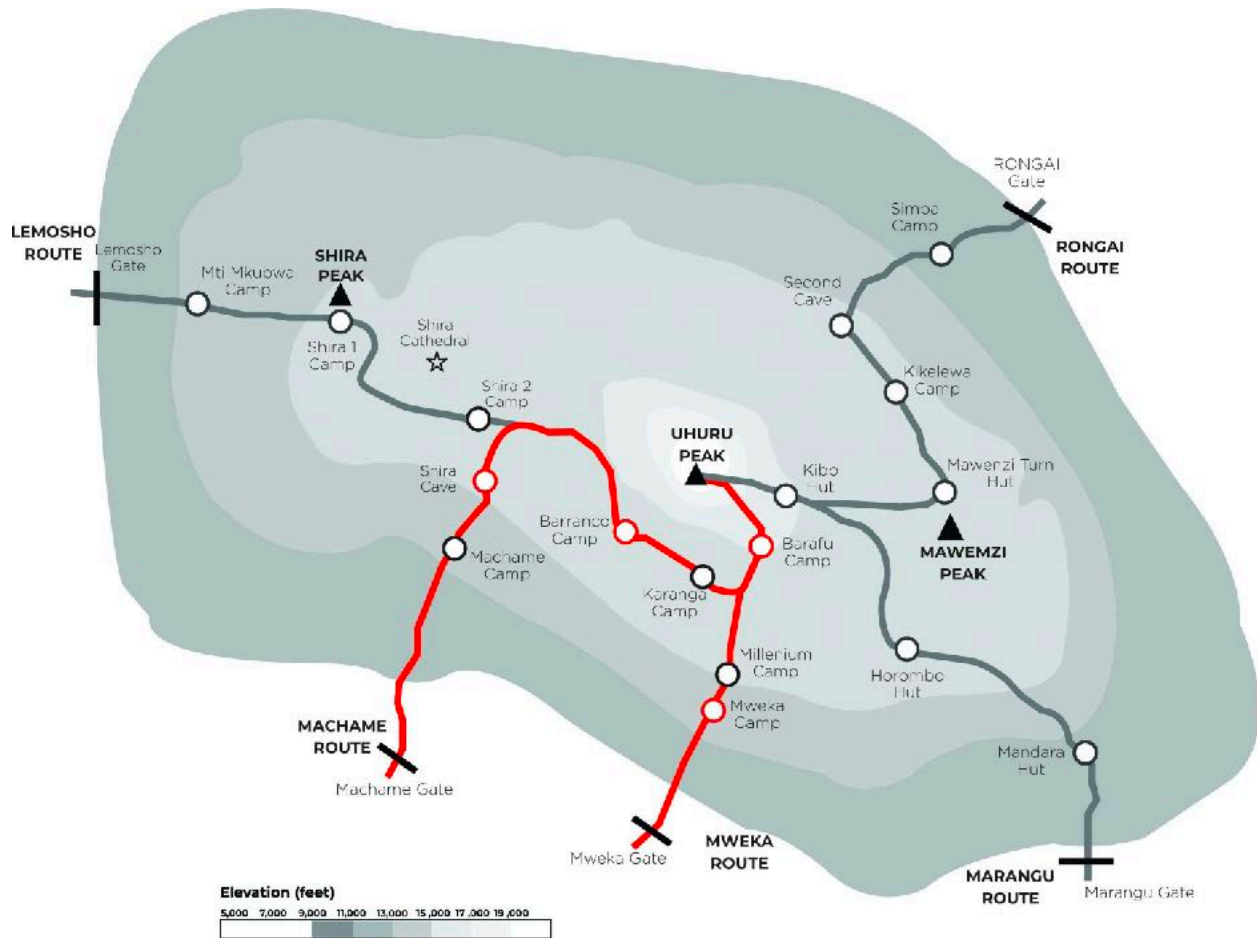 RONGAI
Gate
Simba
Camp
RONGAI
ROUTE
LEMOSHO
ROUTE
Lemosho
Gate
SHIRA
PEAK
Mti Mkubwa
Camp
Second
Cave
Shira
Cathedral
Shira 1
Camp
Kikelewa
Camp
Shira 2
Camp
UHURU
PEAK
Kibo
Hut
Mawenzi Turn
Hut
Shira
Cave
Barranco
Camp
Barafu
Camp
MAWEMZI
PEAK
Machame
Camp
Karanga
Camp
Millenium
Camp
Horombo
Hut
Mweka
Camp
MACHAME
ROUTE
Mandara
Hut
Machame Gate
Mweka Gate
MWEKA
ROUTE
MARANGU
ROUTE
Marangu Gate
Elevation (feet)
5,000 7,000 9,000 11,000 13,000 15,000 17,000 19,000